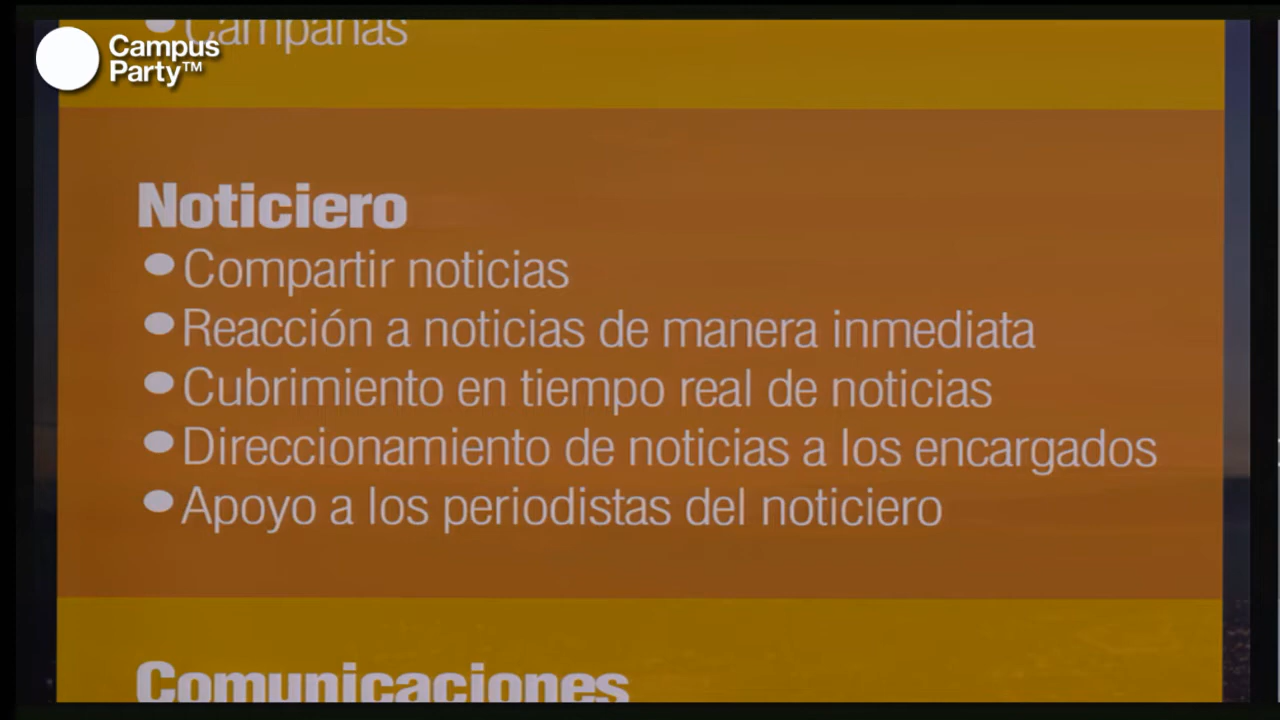 Campañas
Campus
Party™
Noticiero
Compartir noticias
Reacción a noticias de manera inmediata
Cubrimiento en tiempo real de noticias
Direccionamiento de noticias a los encargados
Apoyo a los periodistas del noticiero
Comunicaciones